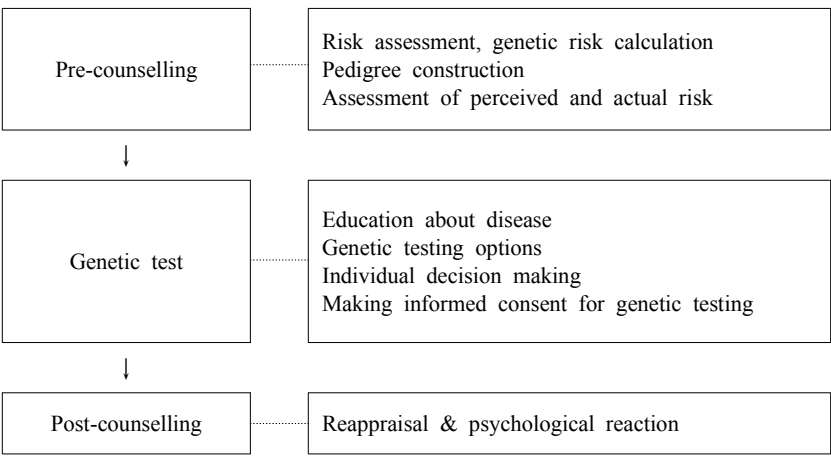 Pre-counselling
Risk assessment, genetic risk calculation
Pedigree construction
Assessment of perceived and actual risk
Genetic test
Education about disease
Genetic testing options
Individual decision making
Making informed consent for genetic testing
Post-counselling
Reappraisal & psychological reaction